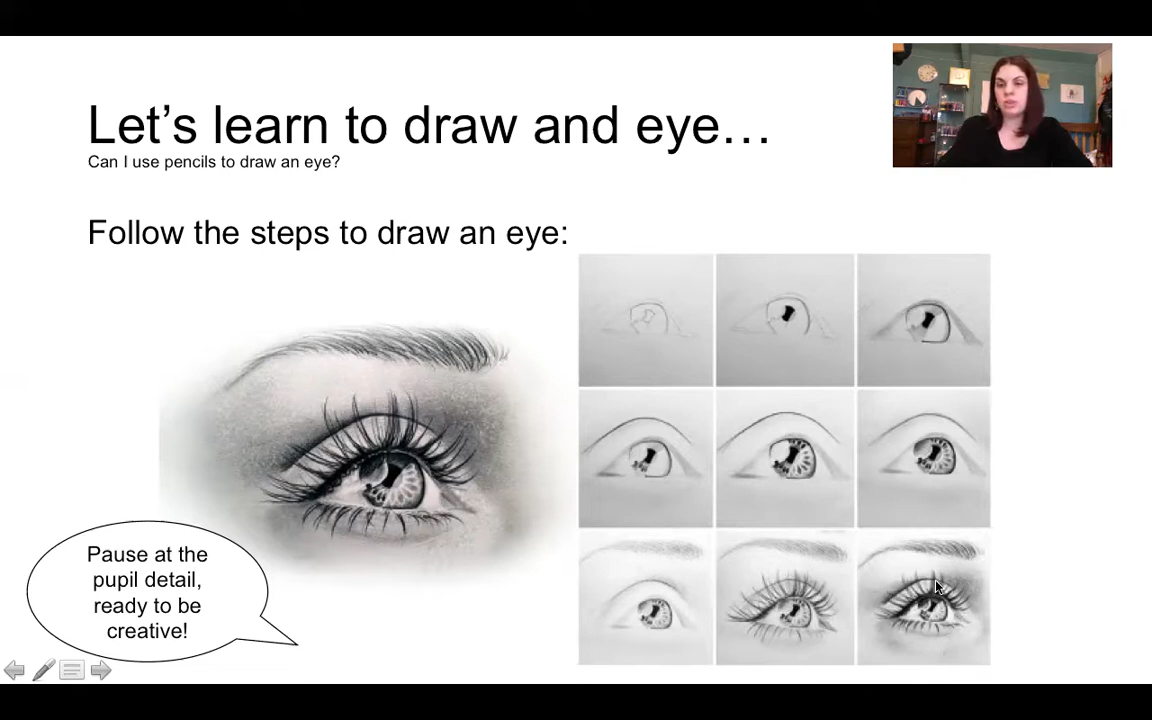 Let's learn to draw and eye…
Can I use pencils to draw an eye?
Follow the steps to draw an eye:
Pause at the
pupil detail,
ready to be
creative!